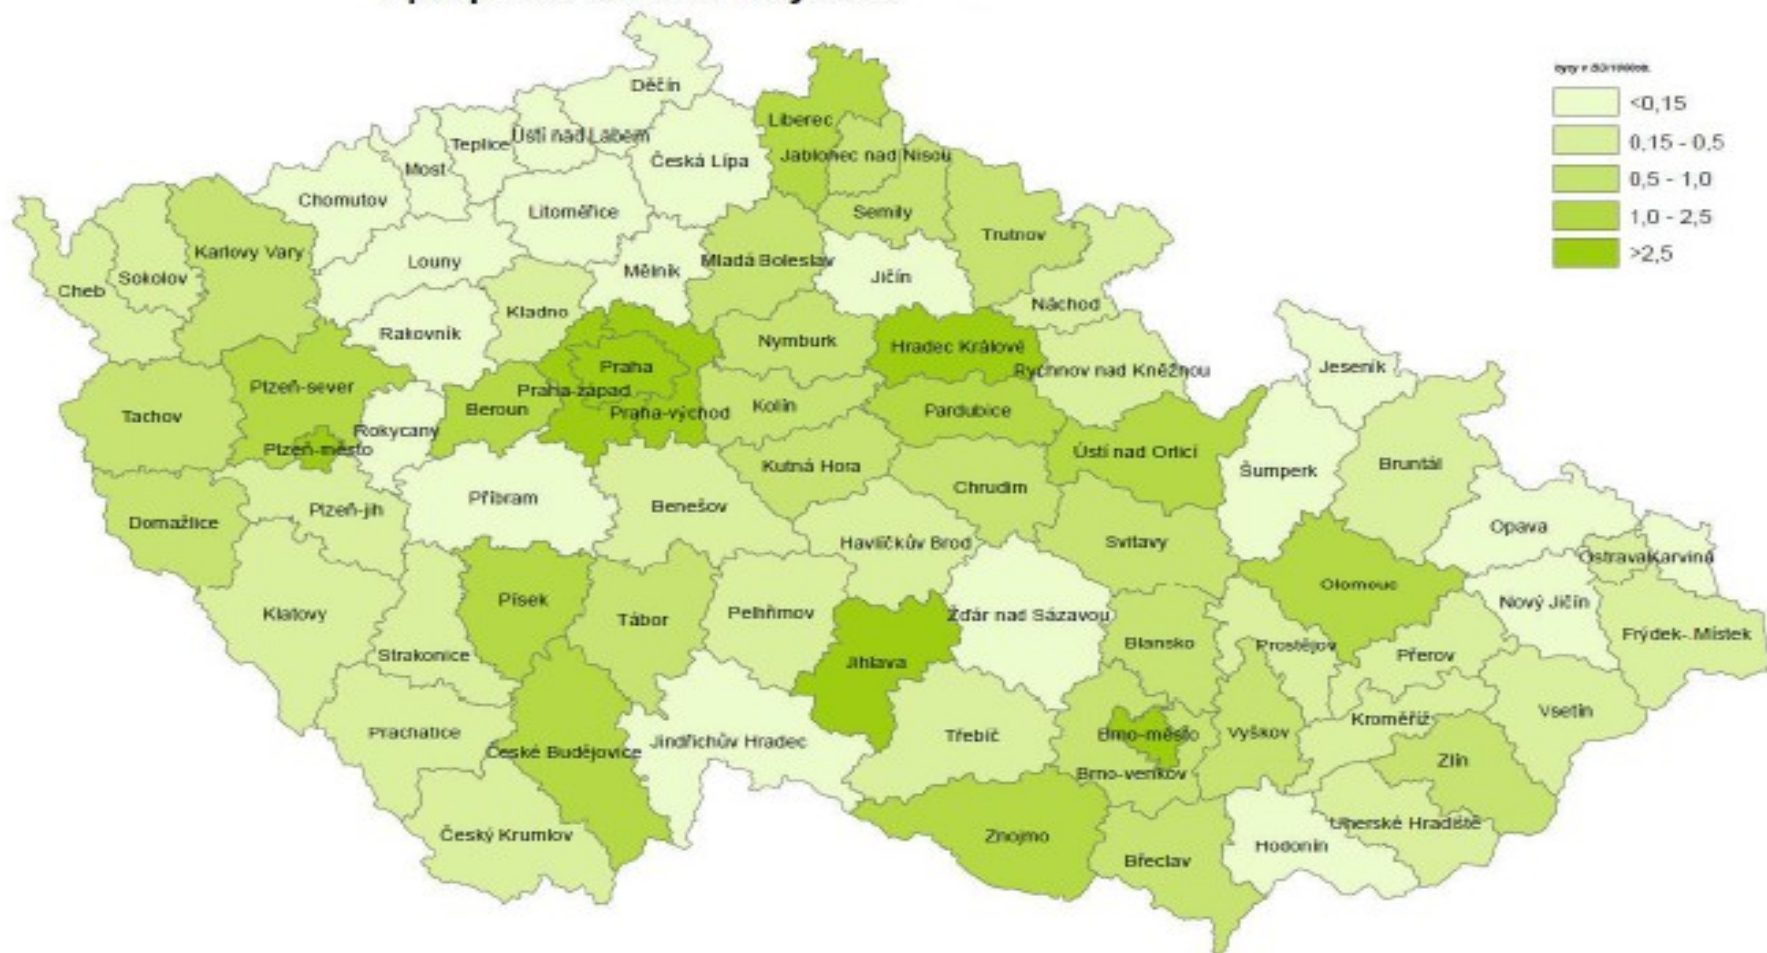 <0,15
0,15 - 0,5
0,5 - 1,0
1,0 - 2,5
>2,5
Děčín
Liberec
Ústí nad Labem
Teplice
Jablonec nad Nisou
Česká Lípa
Most
Chomutov
Litoměřice
Semily
Trutnov
Karlovy Vary
Louny
Mladá Boleslav
Mělník
Jičín
Sokolov
Cheb
Náchod
Kladno
Rakovník
Nymburk
Hradec Králové
Praha
Jeseník
Rychnov nad Kněžnou
Plzeň-sever
Praha-západ
Kolín
Beroun
Praha-východ
Pardubice
Tachov
Rokycany
Plzeň-město
Ústí nad Orlicí
Kutná Hora
Bruntál
Šumperk
Chrudim
Příbram
Benešov
Plzeň-jih
Domažlice
Opava
Havlíčkův Brod
Svitavy
Ostrava
Karviná
Olomouc
Písek
Nový Jičín
Klatovy
Pelhřimov
Žďár nad Sázavou
Tábor
Frýdek-.Místek
Blansko
Prostějov
Strakonice
Přerov
Jihlava
Vsetín
Kroměříž
Prachatice
Vyškov
Třebíč
Brno-město
Jindřichův Hradec
České Budějovice
Zlín
Brno-venkov
Uherské Hradiště
Český Krumlov
Znojmo
Hodonín
Břeclav